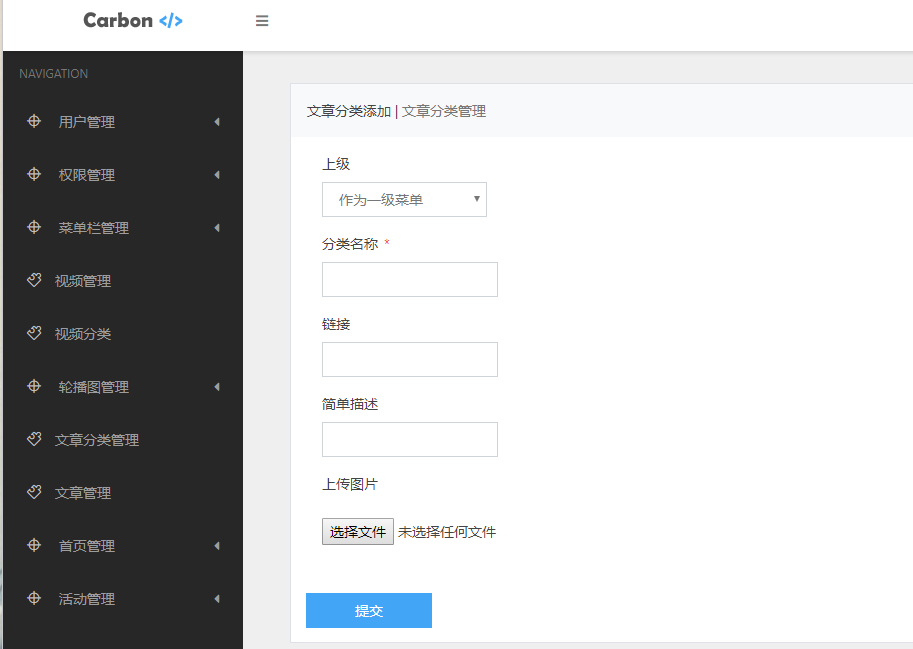 Carbon </>
NAVIGATION
用户管理
权限管理
菜单栏管理
视频管理
视频分类
轮播图管理
文章分类管理
文章管理
首页管理
活动管理
文章分类添加 | 文章分类管理
上级
作为一级菜单
分类名称 *
链接
简单描述
上传图片
选择文件 未选择任何文件
提交